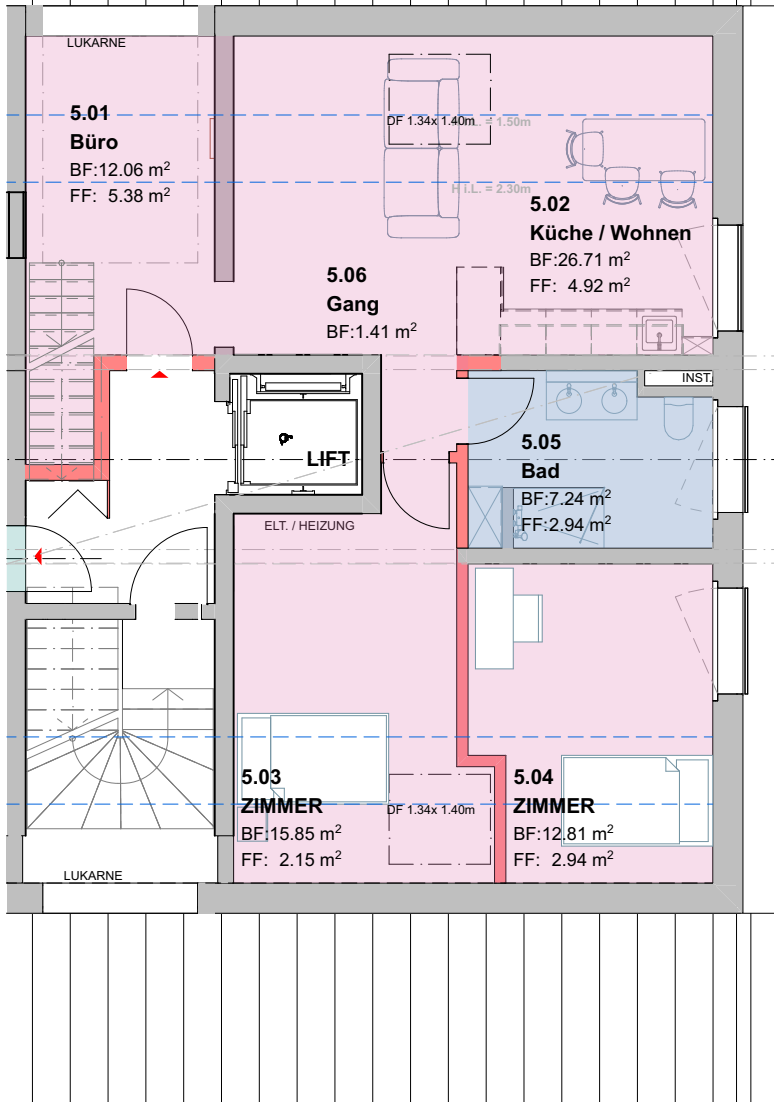 LUKARNE
5.01
Büro
BF:12.06 m²
FF: 5.38 m²
DF 1.34x 1.40m
= 1.50m
H i.L. = 2.30m
5.02
Küche / Wohnen
BF:26.71 m²
FF: 4.92 m²
5.06
Gang
BF:1.41 m²
INST.
LIFT
5.05
Bad
BF:7.24 m²
FF:2.94 m²
ELT. / HEIZUNG
5.03
ZIMMER
BF:15.85 m²
FF: 2.15 m²
DF 1.34x 1.40m
5.04
ZIMMER
BF:12.81 m²
FF: 2.94 m²
LUKARNE